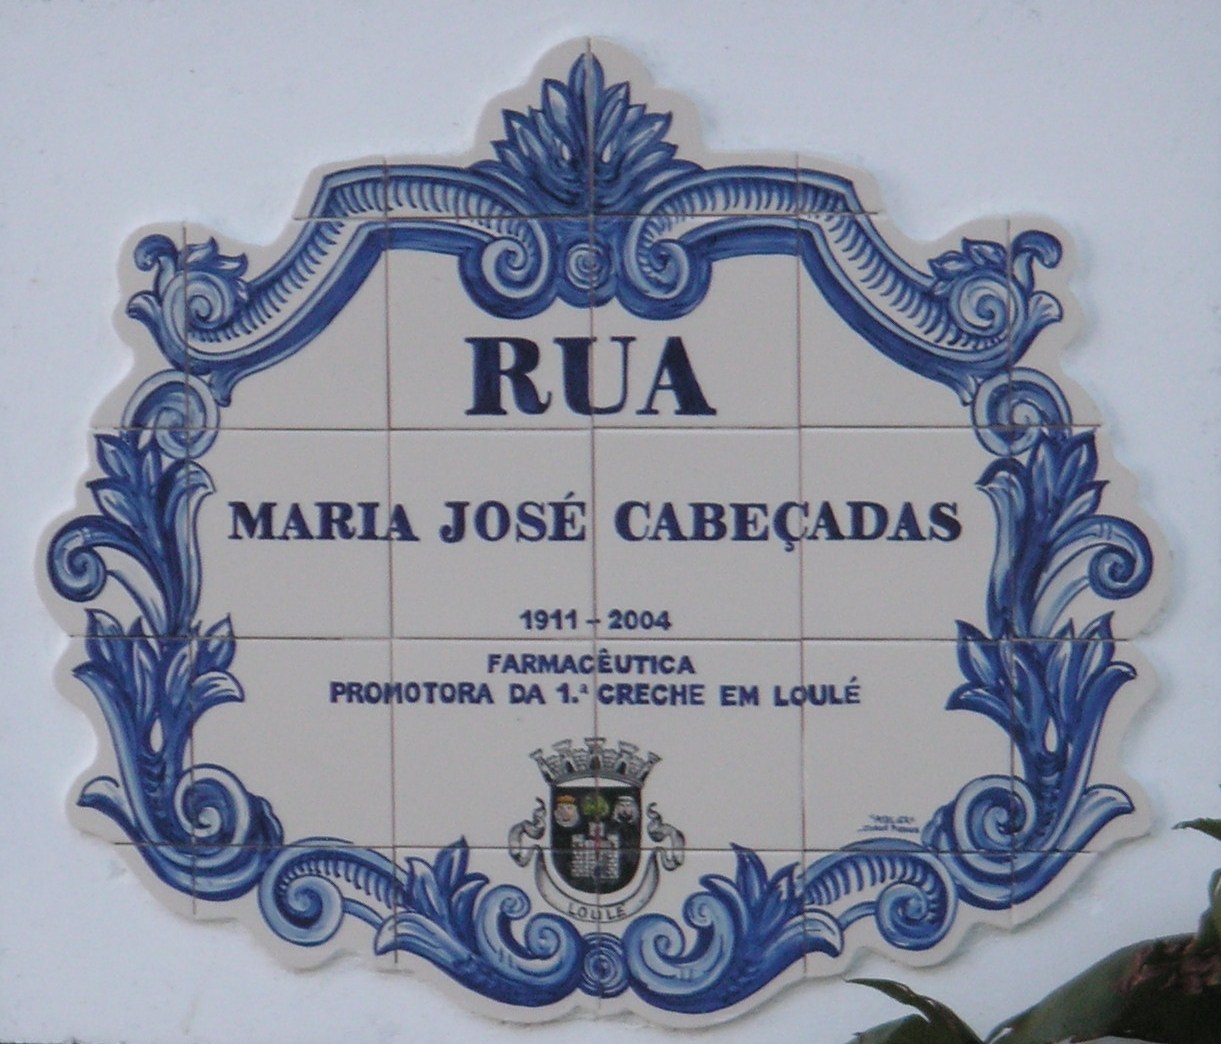 RUA
MARIA JOSÉ CABEÇADAS
1911 - 2004
FARMACÊUTICA
PROMOTORA DA 1.ª CRECHE EM LOULÉ
LOULÉ